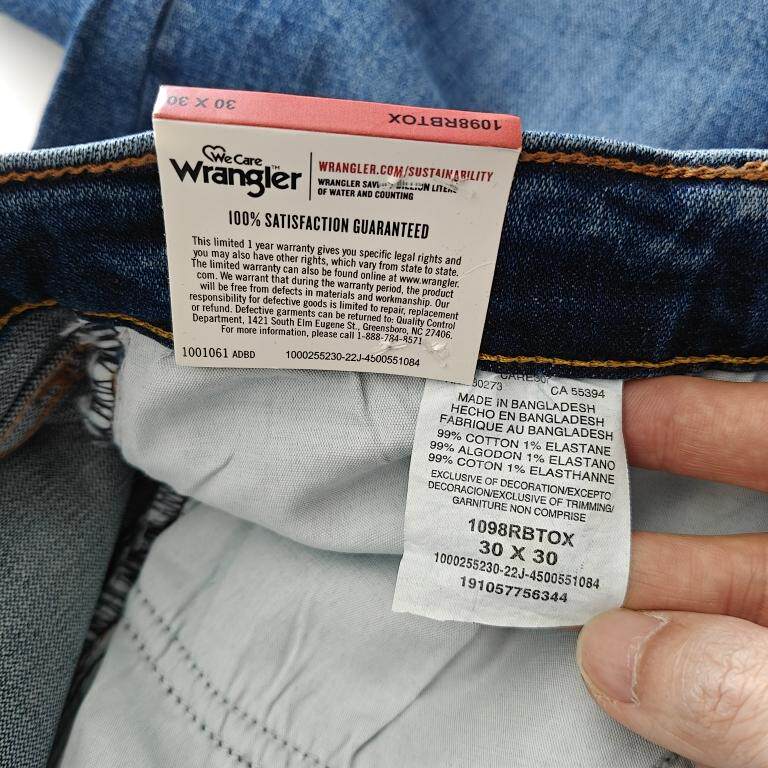 30 X 30
1098RBTOX
We Care
Wrangler™
WRANGLER.COM/SUSTAINABILITY
WRANGLER BILLION
OF WATER AND COUNTING
100% SATISFACTION GUARANTEED
This limited 1 year warranty gives you specific legal rights and
you may also have other rights, which vary from state to state.
The limited warranty can also be found online at www.wrangler.
com. We warrant that during the warranty period, the product
will be free from defects in materials and workmanship. Our
responsibility for defective goods is limited to repair, replacement
or refund. Defective garments can be returned to: Quality Control
Department, 1421 South Elm Eugene St., Greensboro, NC 27406.
For more information, please call 1-888-784-8571
1001061 ADBD
1000255230-22J-4500551084
CA 55394
MADE IN BANGLADESH
HECHO EN BANGLADESH
FABRIQUE AU BANGLADESH
99% COTTON 1% ELASTANE
99% ALGODON 1% ELASTANO
99% COTON 1% ELASTHANNE
EXCLUSIVE OF DECORATION/EXCEPTO
DECORACION/EXCLUSIVE OF TRIMMING/
GARNITURE NON COMPRISE
1098RBTOX
30 X 30
1000255230-22J-4500551084
191057756344